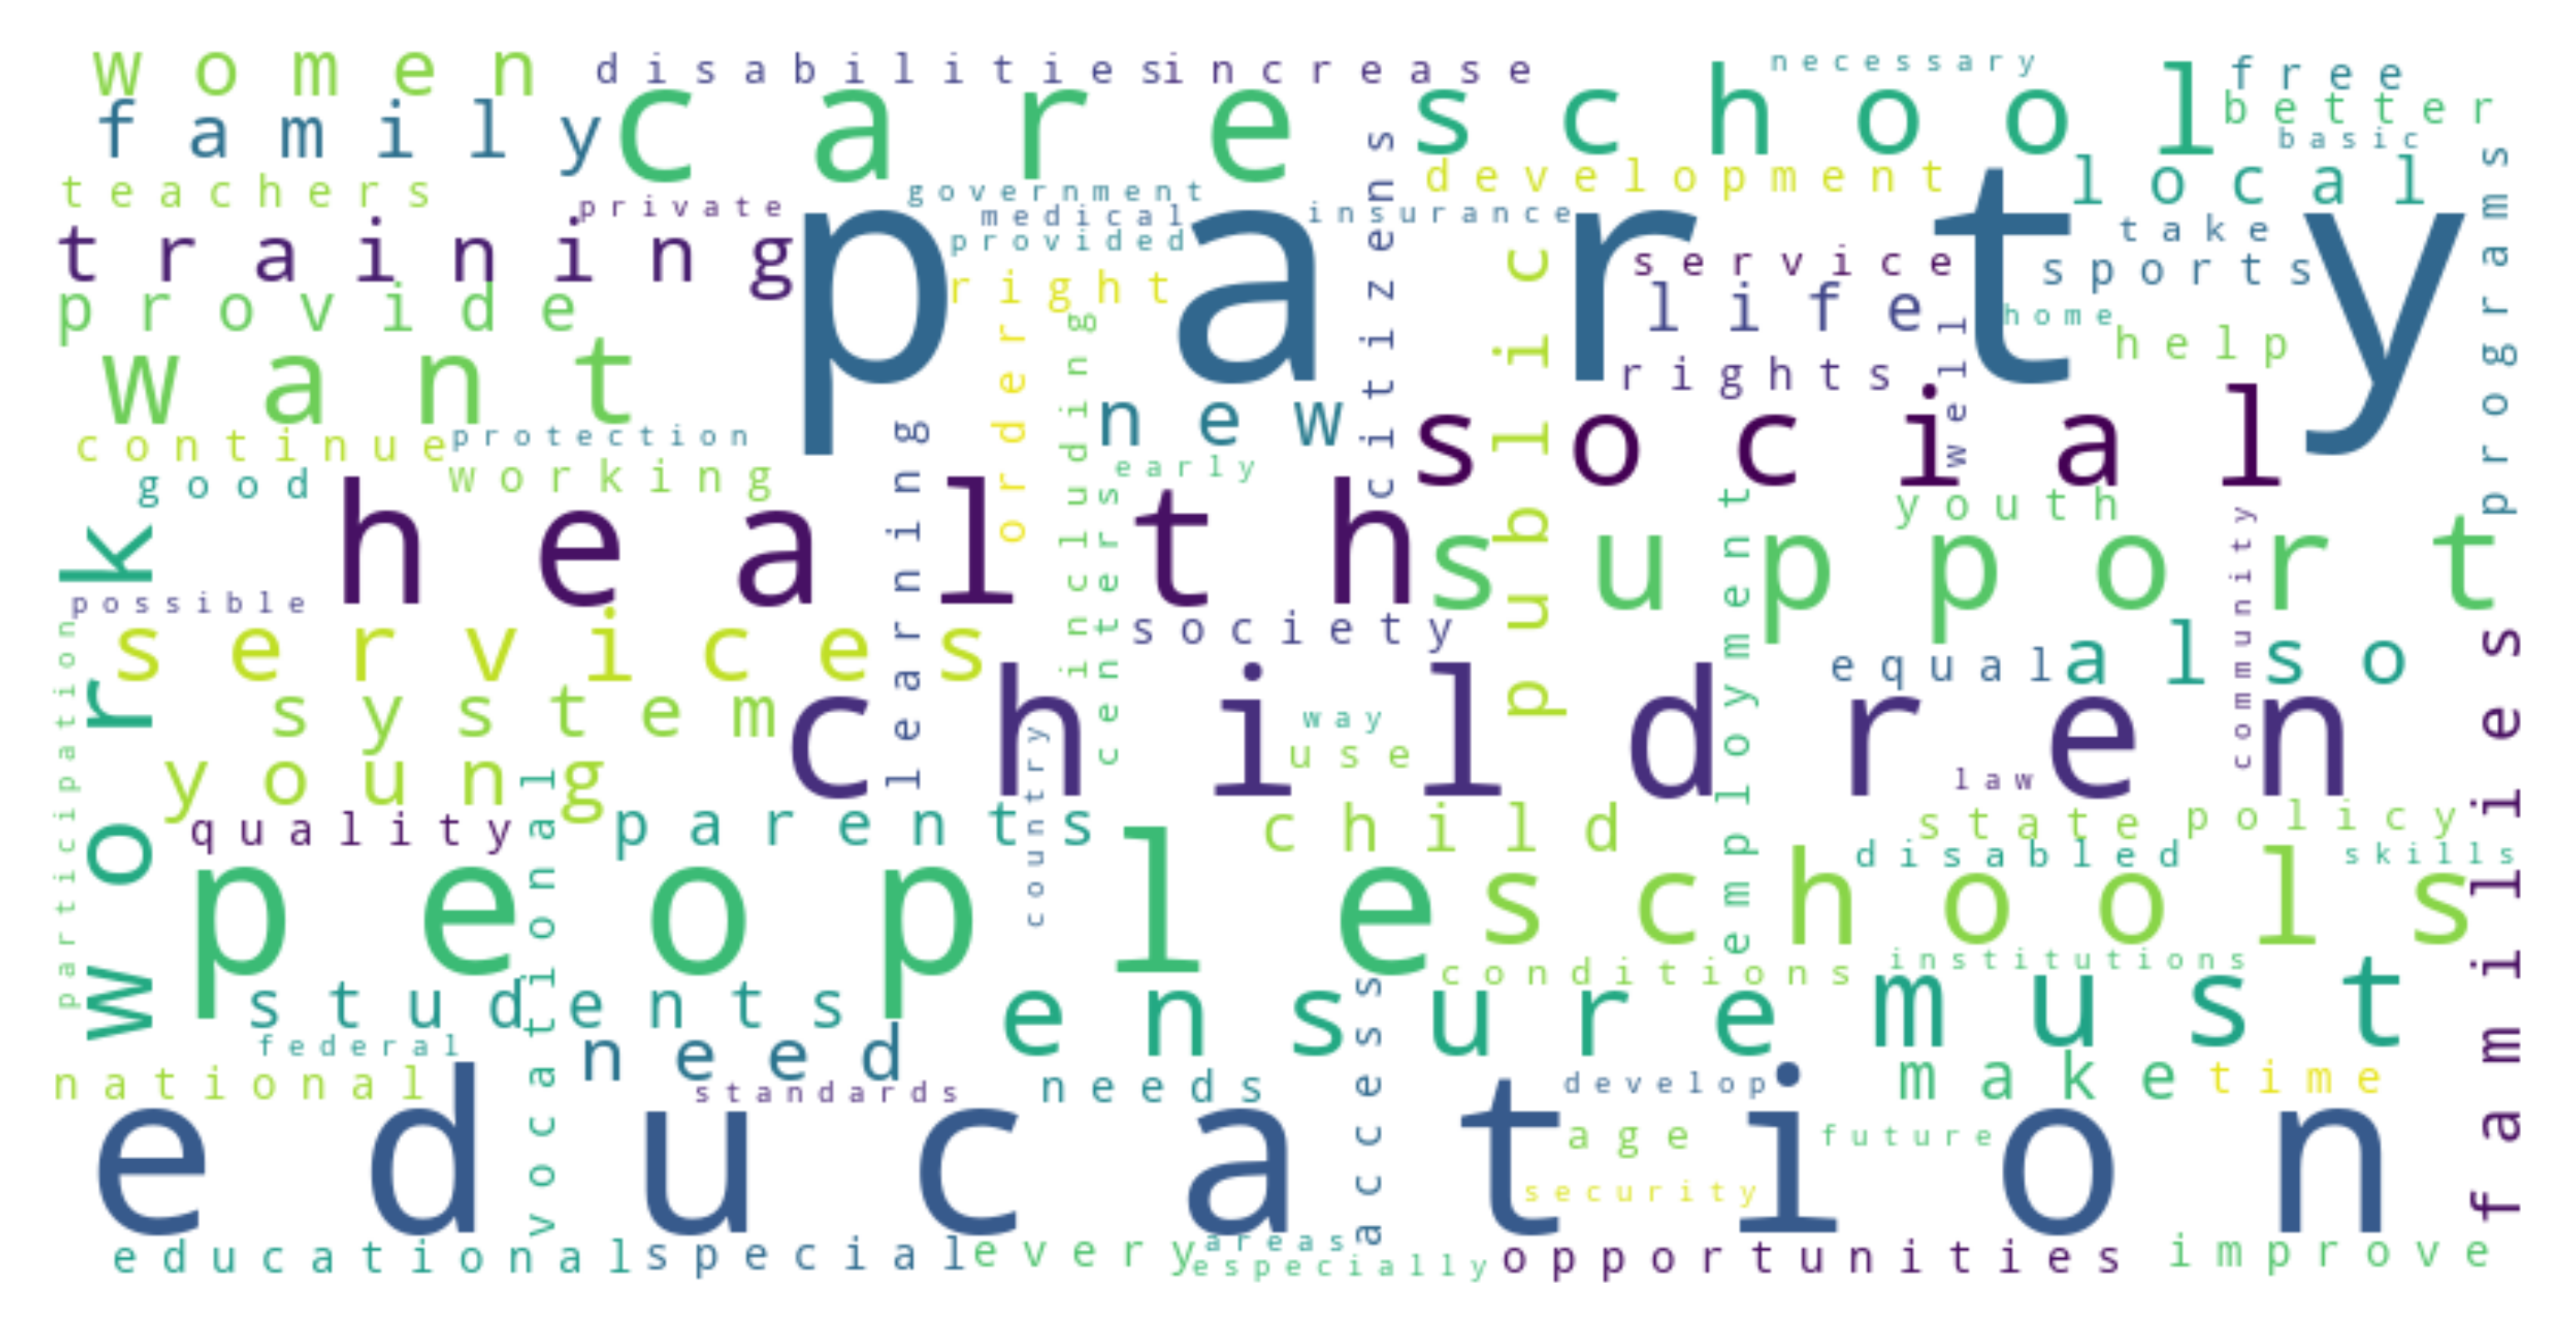 women
disabilities
increase
necessary
free
family
care
school
better
basic
teachers
private
government
development
local
training
medical
insurance
citizens
provided
party
take
programs
provide
right
service
sports
public
life
home
want
order
including
rights
well
help
continue
protection
new
social
good
working
learning
early
youth
health
support
work
possible
centers
employment
community
services
society
equal
also
participation
system
children
way
use
country
law
families
young
quality
parents
child
state
policy
vocational
people
disabled
skills
schools
students
conditions
institutions
federal
need
ensure
must
national
standards
needs
access
develop
make
time
education
age
future
security
educational
special
every
areas
especially
opportunities
improve